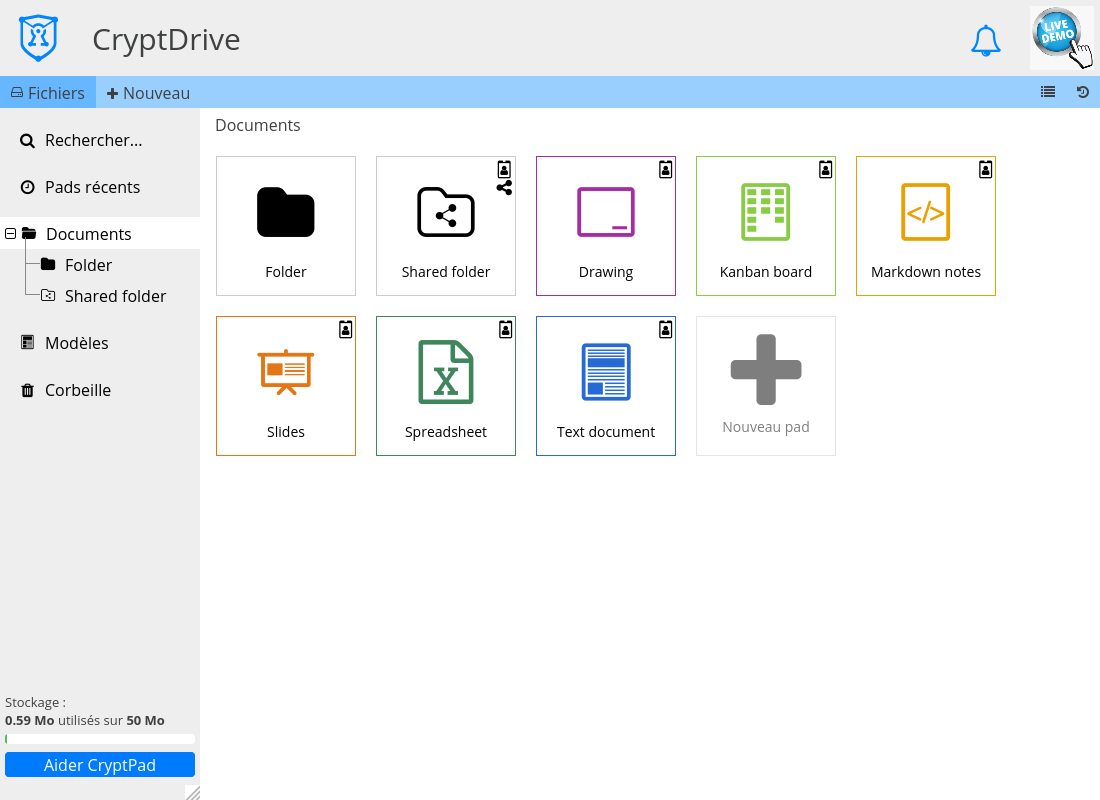 CryptDrive
LIVE
DEMO
Fichiers
Nouveau
Rechercher...
Pads récents
Documents
Folder
Shared folder
Modèles
Corbeille
Documents
Folder
Shared folder
Drawing
Kanban board
Markdown notes
Slides
Spreadsheet
Text document
Nouveau pad
Stockage :
0.59 Mo utilisés sur 50 Mo
Aider CryptPad